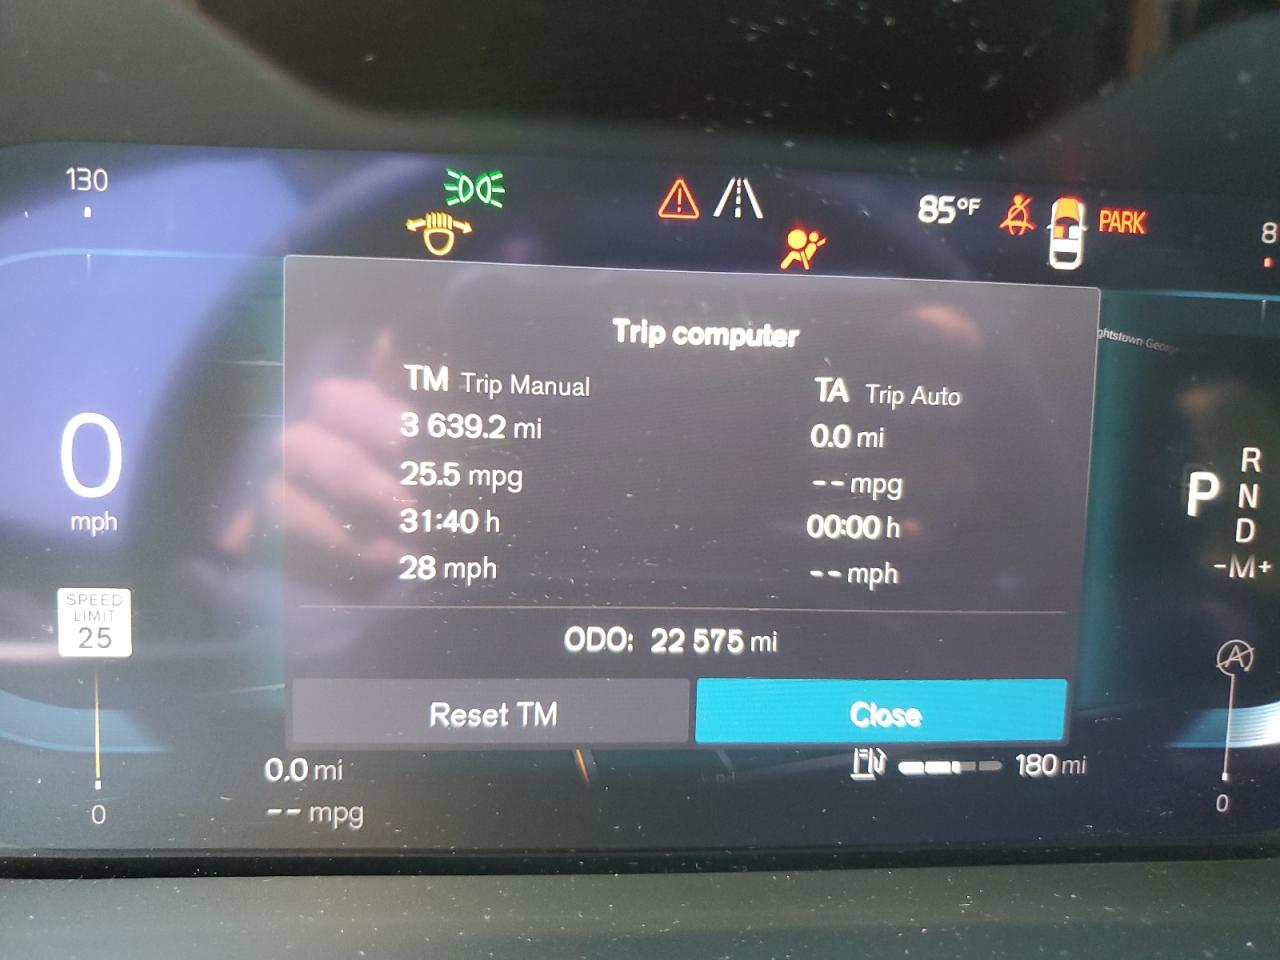 130
85°F
PARK
8
Trip computer
TM Trip Manual
TA Trip Auto
3 639.2 mi
0.0 mi
25.5 mpg
-- mpg
31:40 h
00:00 h
28 mph
-- mph
ODO: 22 575 mi
Reset TM
Close
0
mph
SPEED
LIMIT
25
0
0.0 mi
-- mpg
180 mi
R
P N
D
-M+
A
0